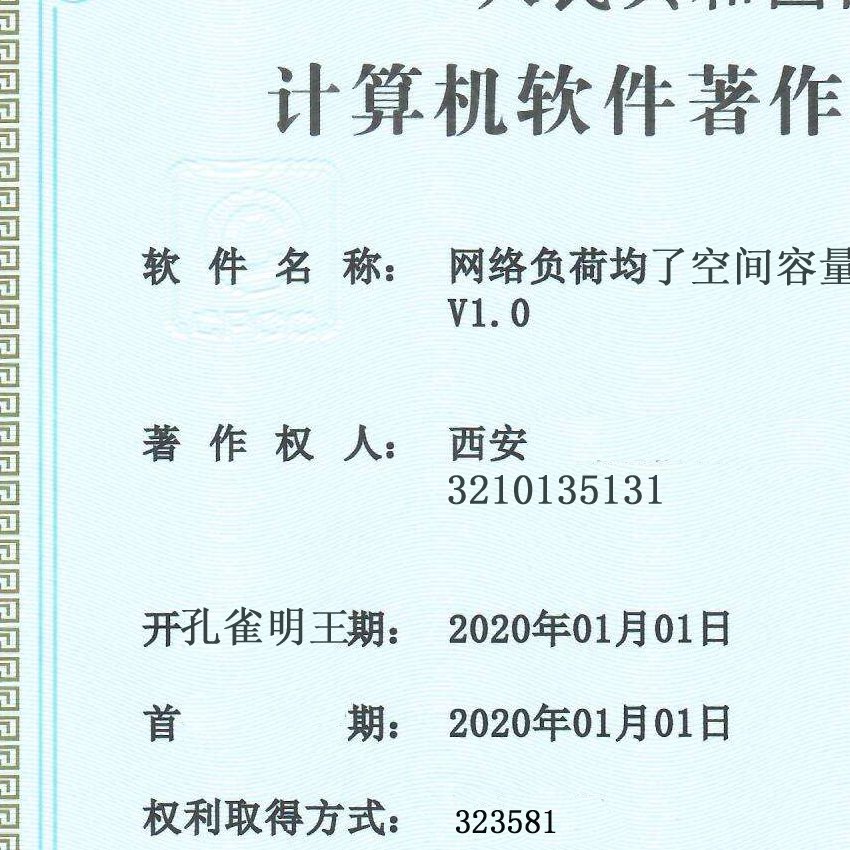 计算机软件著作
软件名称：网络负荷均了空间容量
V1.0
著作权人：西安
3210135131
开孔雀明王期：2020年01月01日
首期：2020年01月01日
权利取得方式：323581